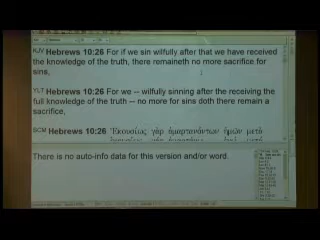 KJV Hebrews 10:26 For if we sin wilfully after that we have received
the knowledge of the truth, there remaineth no more sacrifice for
sins,
YLT Hebrews 10:26 For we -- wilfully sinning after the receiving the
full knowledge of the truth -- no more for sins doth there remain a
sacrifice,
Hebrews 10:26 Ἑκουσίως γὰρ ἁμαρτανόντων ἡμῶν μετὰ
There is no auto-info data for this version and/or word.